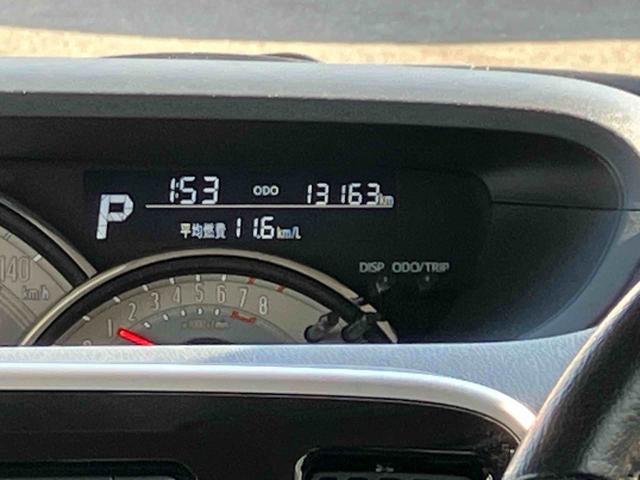 P 1:53 ODO 13163km
平均燃費 11.6km/L
DISP ODO/TRIP
140
km/h
1 2 3 4 5 6 7 8